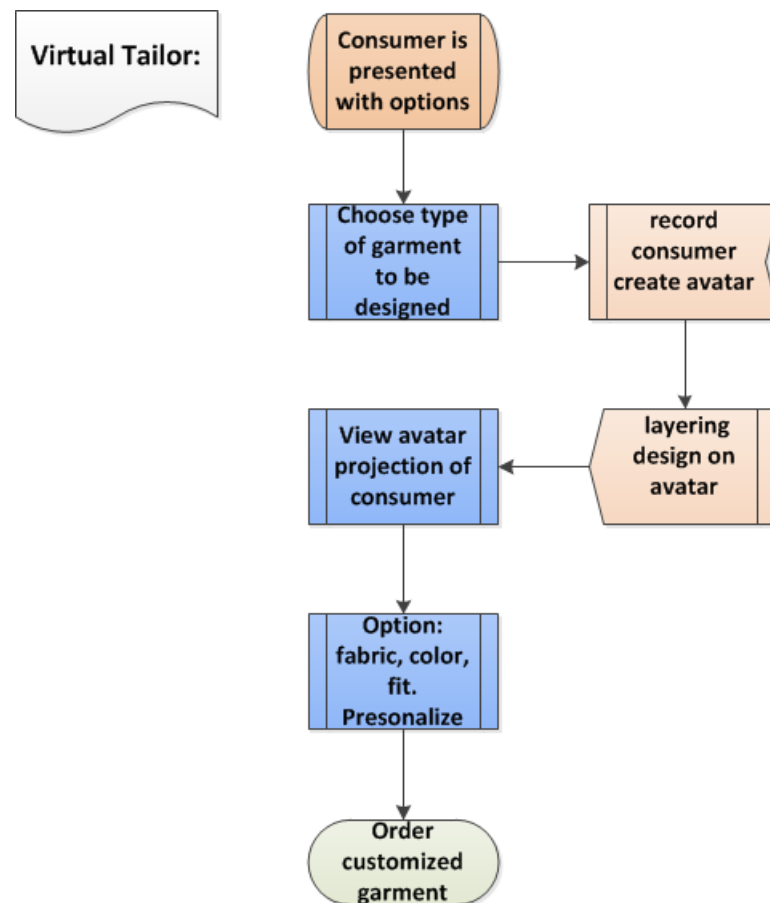 Virtual Tailor:
Consumer is
presented
with options
Choose type
of garment
to be
designed
record
consumer
create avatar
layering
design on
avatar
View avatar
projection of
consumer
Option:
fabric, color,
fit.
Presonalize
Order
customized
garment